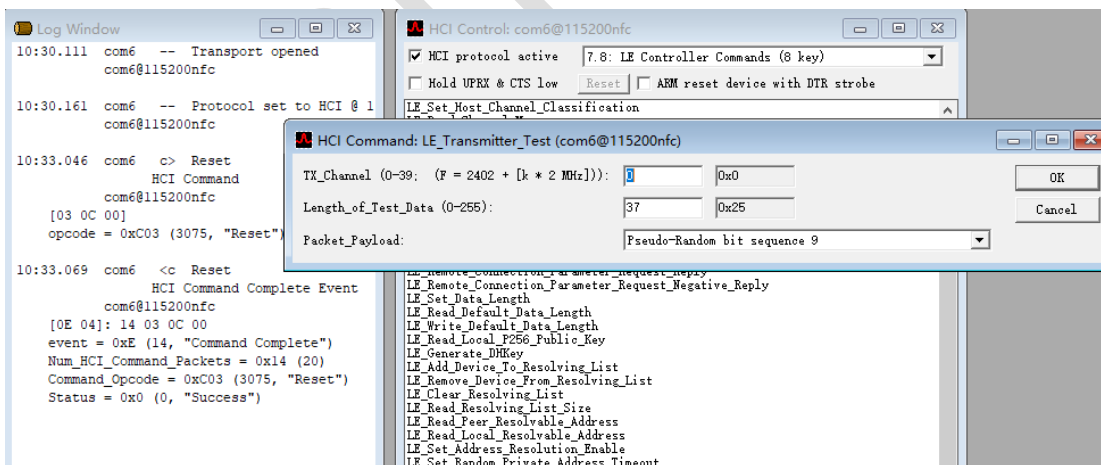 Log Window
10:30.111 com6 -- Transport opened
com6@115200nfc
10:30.161 com6 -- Protocol set to HCI @ 1
com6@115200nfc
10:33.046 com6 c> Reset
HCI Command
com6@115200nfc
[03 0C 00]
opcode = 0xC03 (3075, "Reset")
10:33.069 com6 <c Reset
HCI Command Complete Event
com6@115200nfc
[0E 04]: 14 03 0C 00
event = 0xE (14, "Command Complete")
Num_HCI_Command_Packets = 0x14 (20)
Command_Opcode = 0xC03 (3075, "Reset")
Status = 0x0 (0, "Success")
HCI Control: com6@115200nfc
HCI protocol active 7.8: LE Controller Commands (8 key)
Hold UPRX & CTS low Reset ARM reset device with DTR strobe
LE_Set_Host_Channel_Classification
HCI Command: LE_Transmitter_Test (com6@115200nfc)
TX_Channel (0-39; (F = 2402 + [k * 2 MHz])): 0 0x0 OK
Length_of_Test_Data (0-255): 37 0x25 Cancel
Packet_Payload: Pseudo-Random bit sequence 9
LE_Remote_Connection_Parameter_Request_Reply
LE_Remote_Connection_Parameter_Request_Negative_Reply
LE_Set_Data_Length
LE_Read_Default_Data_Length
LE_Write_Default_Data_Length
LE_Read_Local_P256_Public_Key
LE_Generate_DHKey
LE_Add_Device_To_Resolving_List
LE_Remove_Device_From_Resolving_List
LE_Clear_Resolving_List
LE_Read_Resolving_List_Size
LE_Read_Peer_Resolvable_Address
LE_Read_Local_Resolvable_Address
LE_Set_Address_Resolution_Enable
LE_Set_Random_Private_Address_Timeout